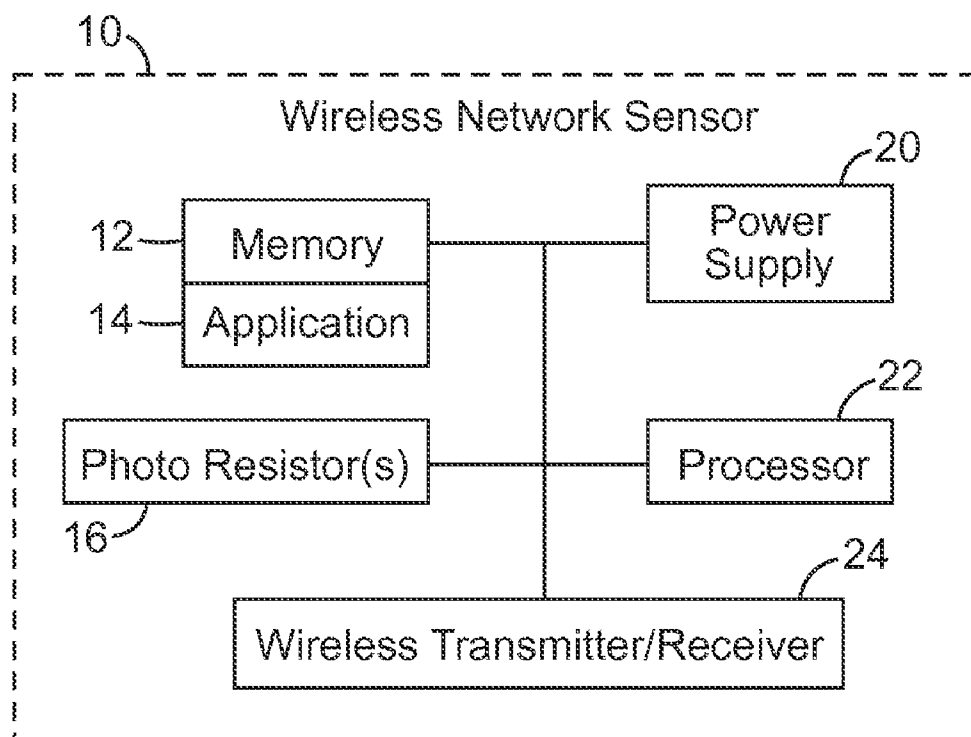 10
Wireless Network Sensor
20
12
Memory
Power
Supply
14
Application
22
Photo Resistor(s)
Processor
16
24
Wireless Transmitter/Receiver